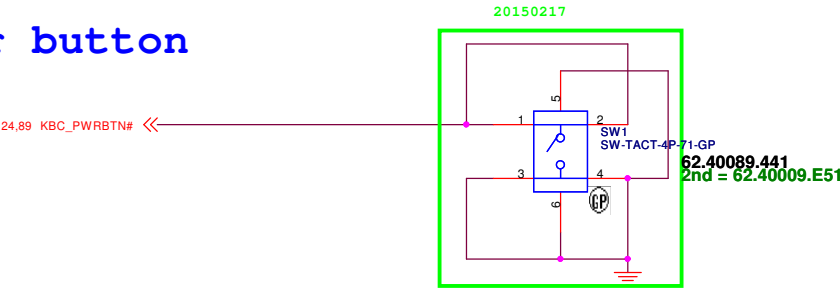 20150217
r button
5
24,89 KBC_PWRBTN#
1
2
SW1
SW-TACT-4P-71-GP
62.40089.441
2nd = 62.40009.E51
3
4
6
GP